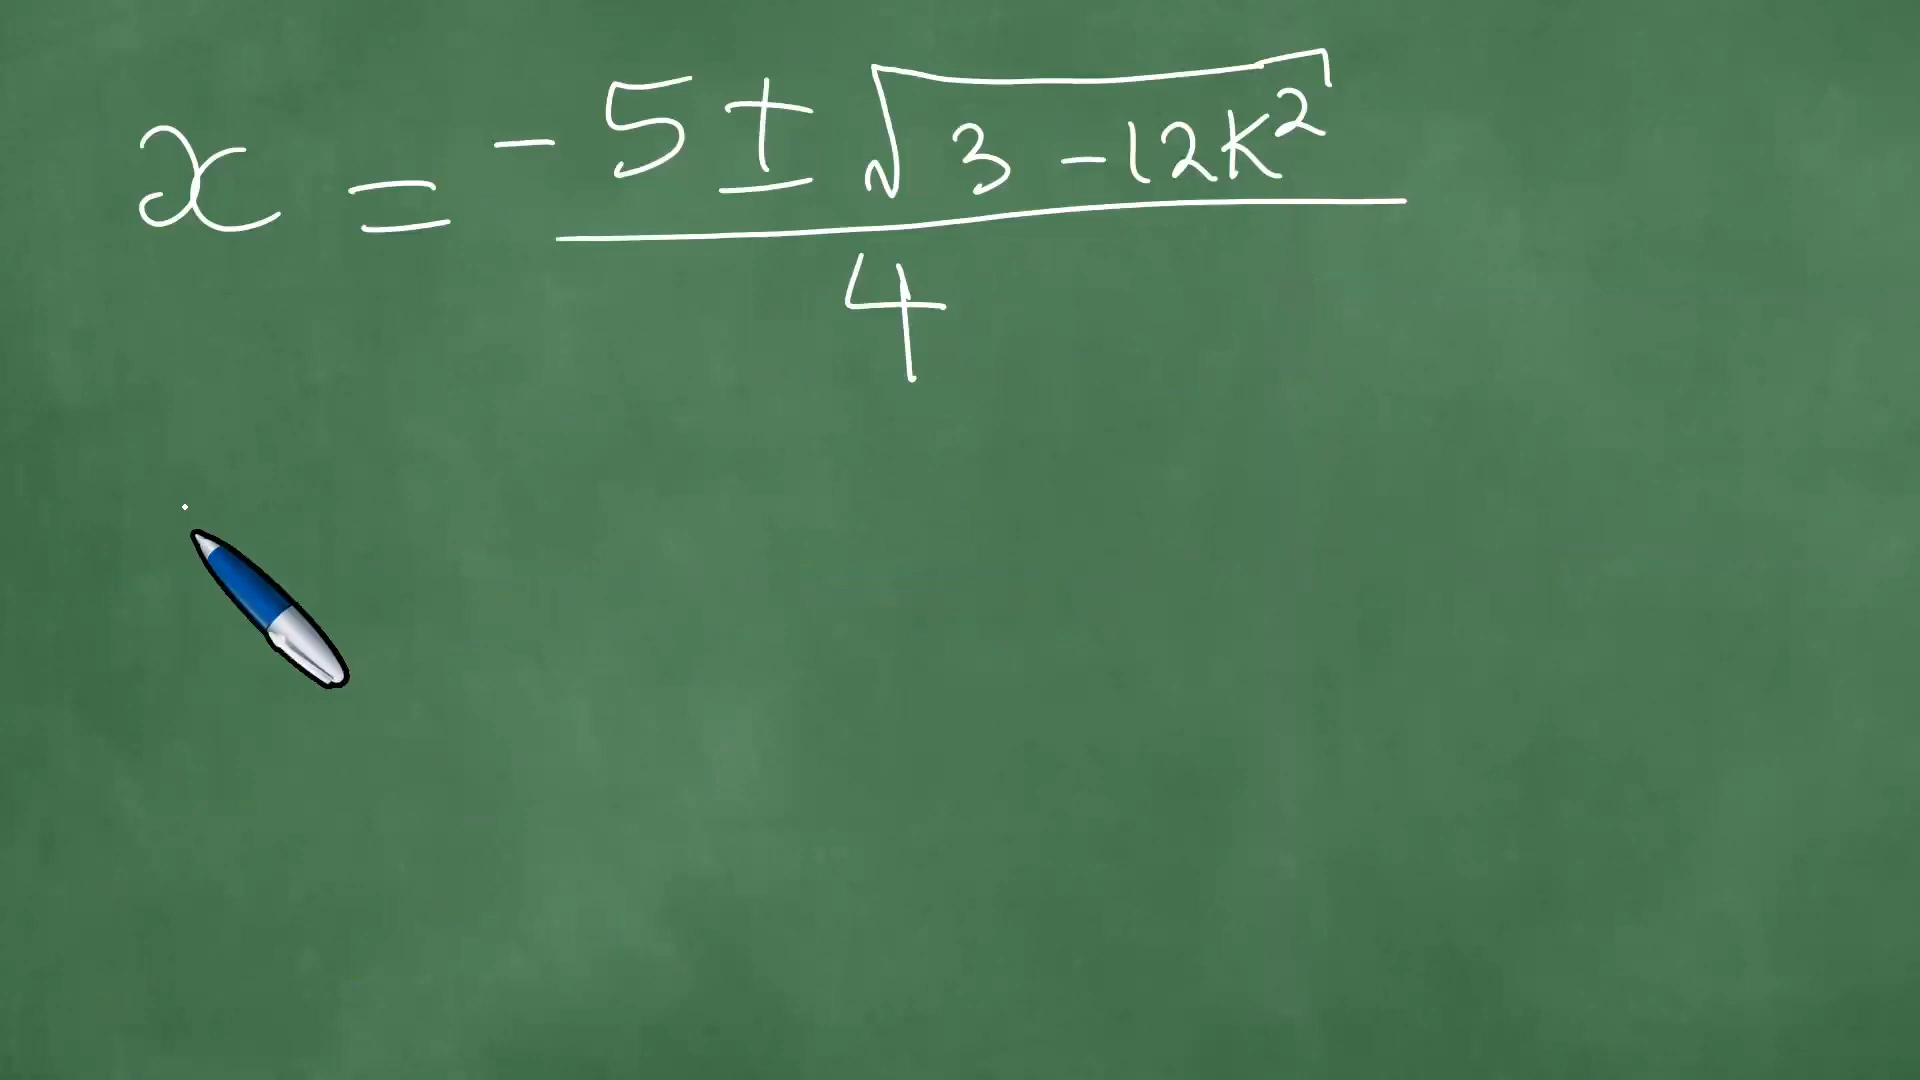 x = (-5 ± √(3 - 12K²)) / 4